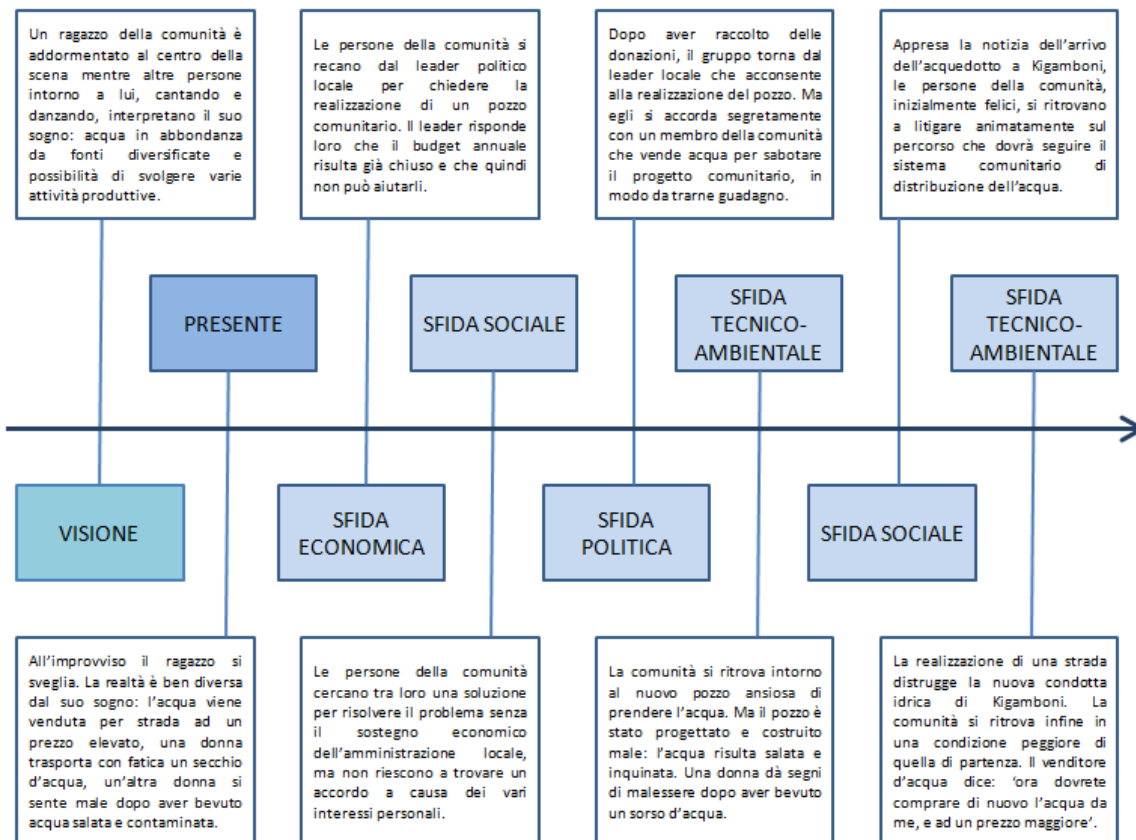 Un ragazzo della comunità è
addormentato al centro della
scena mentre altre persone
intorno a lui, cantando e
danzando, interpretano il suo
sogno: acqua in abbondanza
da fonti diversificate e
possibilità di svolgere varie
attività produttive.
Le persone della comunità si
recano dal leader politico
locale per chiedere la
realizzazione di un pozzo
comunitario. Il leader risponde
loro che il budget annuale
risulta già chiuso e che quindi
non può aiutarli.
Dopo aver raccolto delle
donazioni, il gruppo torna dal
leader locale che acconsente
alla realizzazione del pozzo. Ma
egli si accorda segretamente
con un membro della comunità
che vende acqua per sabotare
il progetto comunitario, in
modo da trarne guadagno.
Appresa la notizia dell'arrivo
dell'acquedotto a Kigamboni,
le persone della comunità,
inizialmente felici, si ritrovano
a litigare animatamente sul
percorso che dovrà seguire il
sistema comunitario di
distribuzione dell'acqua.
PRESENTE
SFIDA SOCIALE
SFIDA
TECNICO-
AMBIENTALE
SFIDA
TECNICO-
AMBIENTALE
VISIONE
SFIDA
ECONOMICA
SFIDA
POLITICA
SFIDA SOCIALE
All'improvviso il ragazzo si
sveglia. La realtà è ben diversa
dal suo sogno: l'acqua viene
venduta per strada ad un
prezzo elevato, una donna
trasporta con fatica un secchio
d'acqua, un'altra donna si
sente male dopo aver bevuto
acqua salata e contaminata.
Le persone della comunità
cercano tra loro una soluzione
per risolvere il problema senza
il sostegno economico
dell'amministrazione locale,
ma non riescono a trovare un
accordo a causa dei vari
interessi personali.
La comunità si ritrova intorno
al nuovo pozzo ansiosa di
prendere l'acqua. Ma il pozzo è
stato progettato e costruito
male: l'acqua risulta salata e
inquinata. Una donna dà segni
di malessere dopo aver bevuto
un sorso d'acqua.
La realizzazione di una strada
distrugge la nuova condotta
idrica di Kigamboni. La
comunità si ritrova infine in
una condizione peggiore di
quella di partenza. Il venditore
d'acqua dice: 'ora dovrete
comprare di nuovo l'acqua da
me, e ad un prezzo maggiore'.